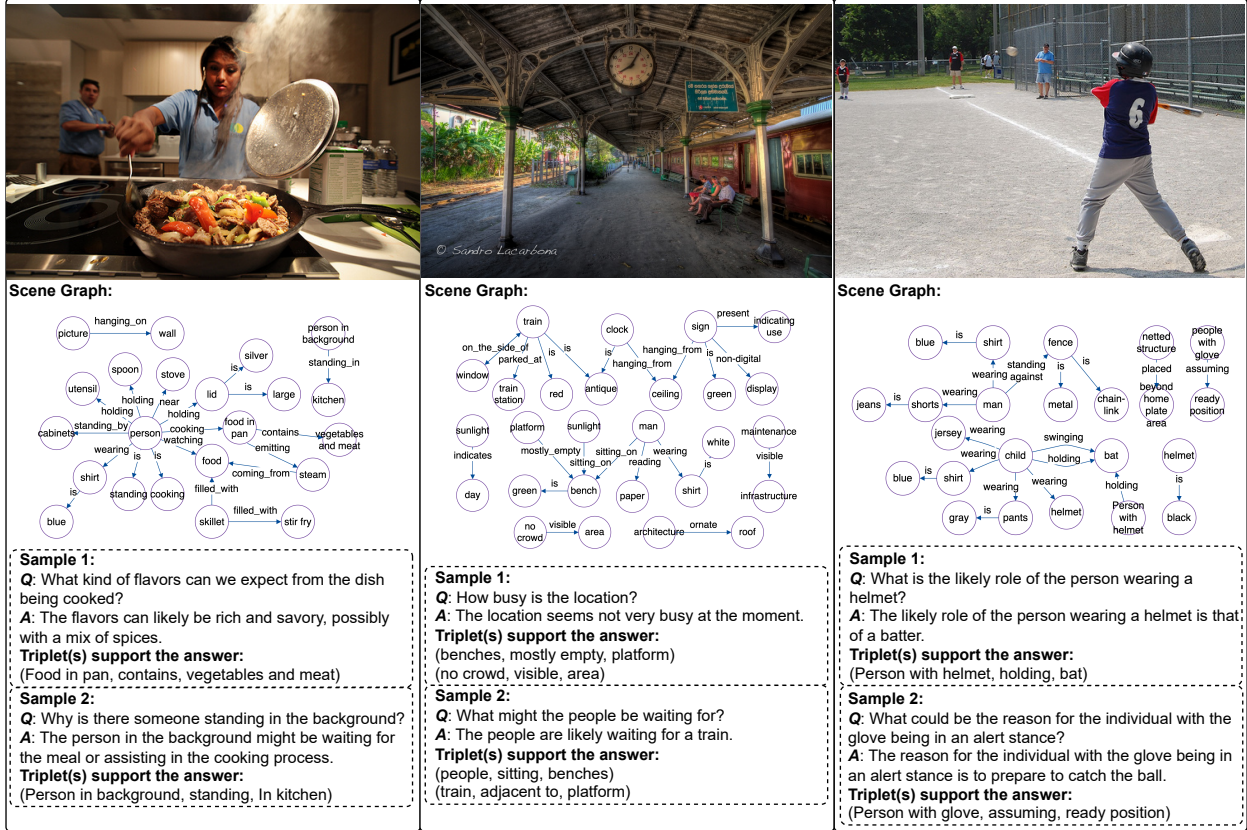 6
© Sandro Lacarbona
Scene Graph:
picture
hanging_on
wall
person in
background
standing_in
kitchen
spoon
stove
utensil
holding
near
holding
lid
is
silver
is
large
cabinets
standing_by
person
holding
cooking
watching
food in
pan
contains
vegetables
and meat
emitting
food
coming_from
steam
wearing
is
is
shirt
standing
cooking
is
blue
filled_with
skillet
filled_with
stir fry
Sample 1:
Q: What kind of flavors can we expect from the dish
being cooked?
A: The flavors can likely be rich and savory, possibly
with a mix of spices.
Triplet(s) support the answer:
(Food in pan, contains, vegetables and meat)
Sample 2:
Q: Why is there someone standing in the background?
A: The person in the background might be waiting for
the meal or assisting in the cooking process.
Triplet(s) support the answer:
(Person in background, standing, In kitchen)
Scene Graph:
train
on_the_side_of
parked_at
is
is
window
train
station
red
antique
clock
is
hanging_from
ceiling
sign
present
indicating
use
hanging_from
is
non-digital
green
display
sunlight
indicates
day
platform
mostly_empty
sunlight
sitting_on
man
sitting_on
reading
wearing
green
is
bench
paper
shirt
is
white
maintenance
visible
infrastructure
no
crowd
visible
area
architecture
ornate
roof
Sample 1:
Q: How busy is the location?
A: The location seems not very busy at the moment.
Triplet(s) support the answer:
(benches, mostly empty, platform)
(no crowd, visible, area)
Sample 2:
Q: What might the people be waiting for?
A: The people are likely waiting for a train.
Triplet(s) support the answer:
(people, sitting, benches)
(train, adjacent to, platform)
Scene Graph:
blue
is
shirt
wearing
jeans
is
shorts
wearing
man
standing
against
fence
is
is
metal
chain-
link
netted
structure
placed
beyond
home
plate
area
people
with
glove
assuming
ready
position
jersey
wearing
child
swinging
holding
bat
wearing
blue
is
shirt
wearing
wearing
gray
is
pants
helmet
holding
Person
with
helmet
helmet
is
black
Sample 1:
Q: What is the likely role of the person wearing a
helmet?
A: The likely role of the person wearing a helmet is that
of a batter.
Triplet(s) support the answer:
(Person with helmet, holding, bat)
Sample 2:
Q: What could be the reason for the individual with the
glove being in an alert stance?
A: The reason for the individual with the glove being in
an alert stance is to prepare to catch the ball.
Triplet(s) support the answer:
(Person with glove, assuming, ready position)